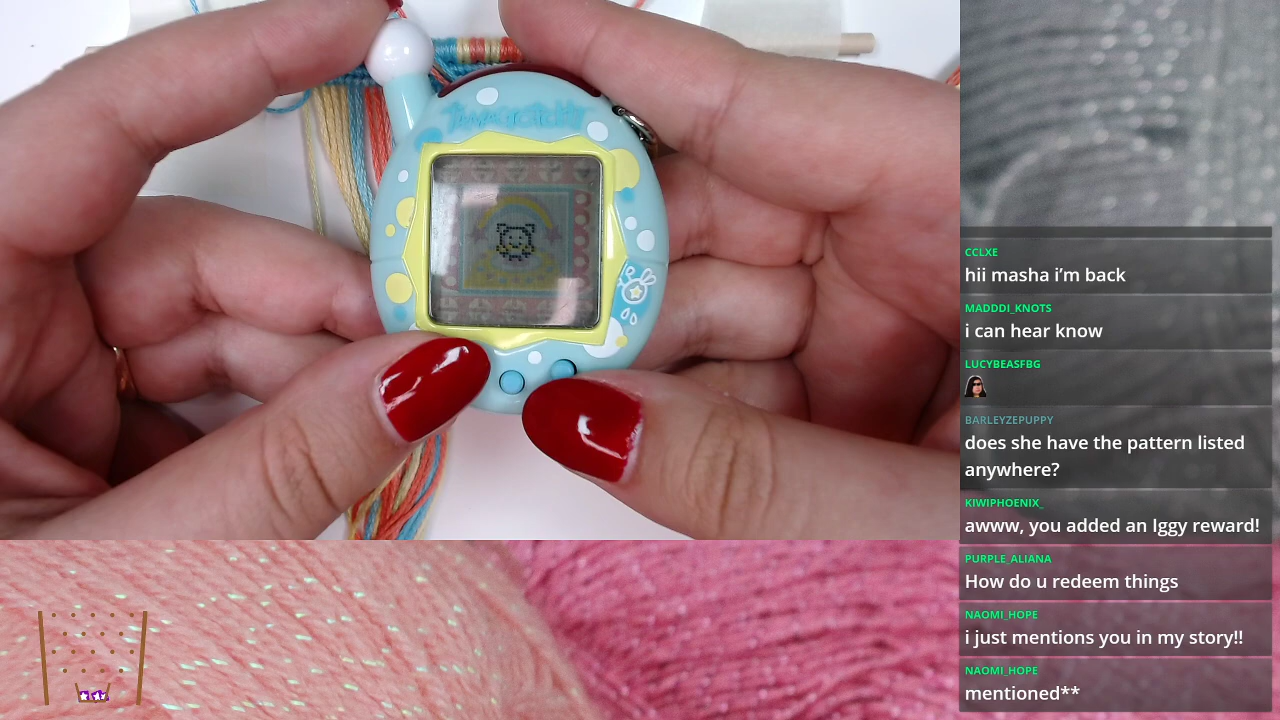 Tamagotchi
CCLXE
hii masha i’m back
MADDDI_KNOTS
i can hear know
LUCYBEASFBG
BARLEYZEPUPPY
does she have the pattern listed
anywhere?
KIWIPHOENIX_
awww, you added an Iggy reward!
PURPLE_ALIANA
How do u redeem things
NAOMI_HOPE
i just mentions you in my story!!
NAOMI_HOPE
mentioned**